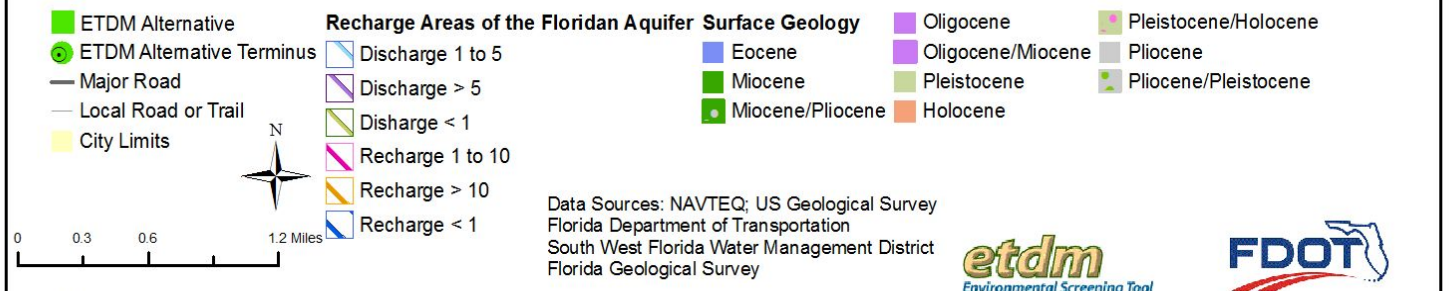 ETDM Alternative
ETDM Alternative Terminus
Major Road
Local Road or Trail
City Limits
N
0 0.3 0.6 1.2 Miles
Recharge Areas of the Floridan Aquifer
Discharge 1 to 5
Discharge > 5
Disharge < 1
Recharge 1 to 10
Recharge > 10
Recharge < 1
Surface Geology
Eocene
Miocene
Miocene/Pliocene
Oligocene
Oligocene/Miocene
Pleistocene
Holocene
Pleistocene/Holocene
Pliocene
Pliocene/Pleistocene
Data Sources: NAVTEQ; US Geological Survey
Florida Department of Transportation
South West Florida Water Management District
Florida Geological Survey
etdm
Environmental Screening Tool
FDOT